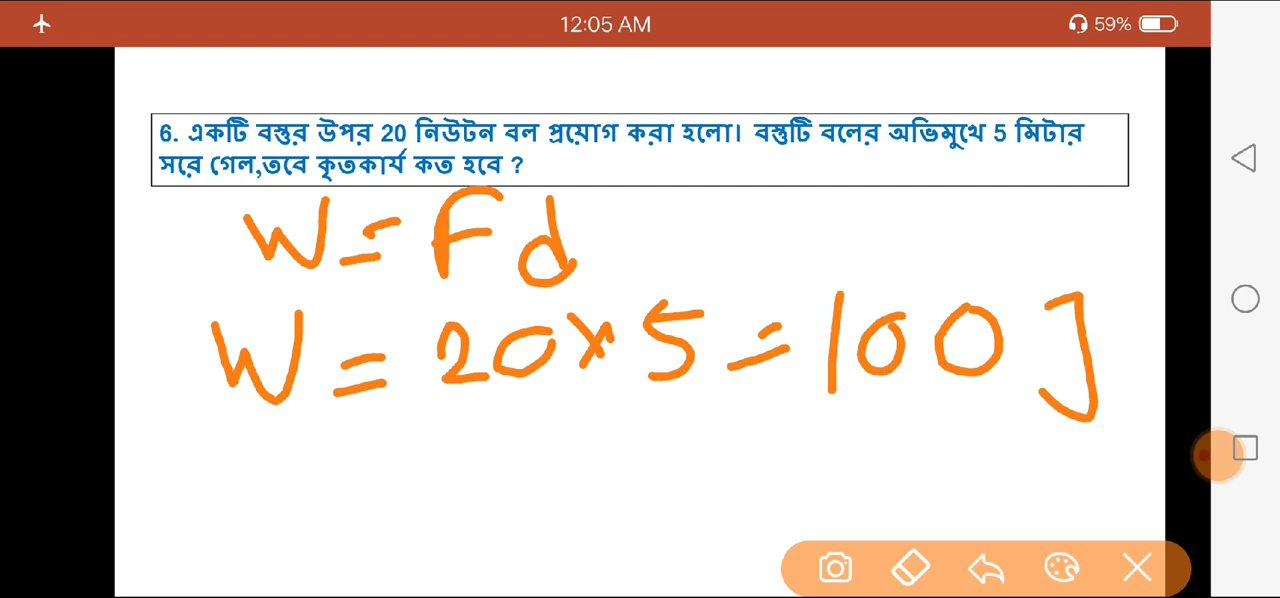 12:05 AM
59%
6. একটি বস্তুর উপর 20 নিউটন বল প্রয়োগ করা হলো। বস্তুটি বলের অভিমুখে 5 মিটার
সরে গেল,তবে কৃতকার্য কত হবে ?
W = Fd
W = 20 × 5 = 100 J